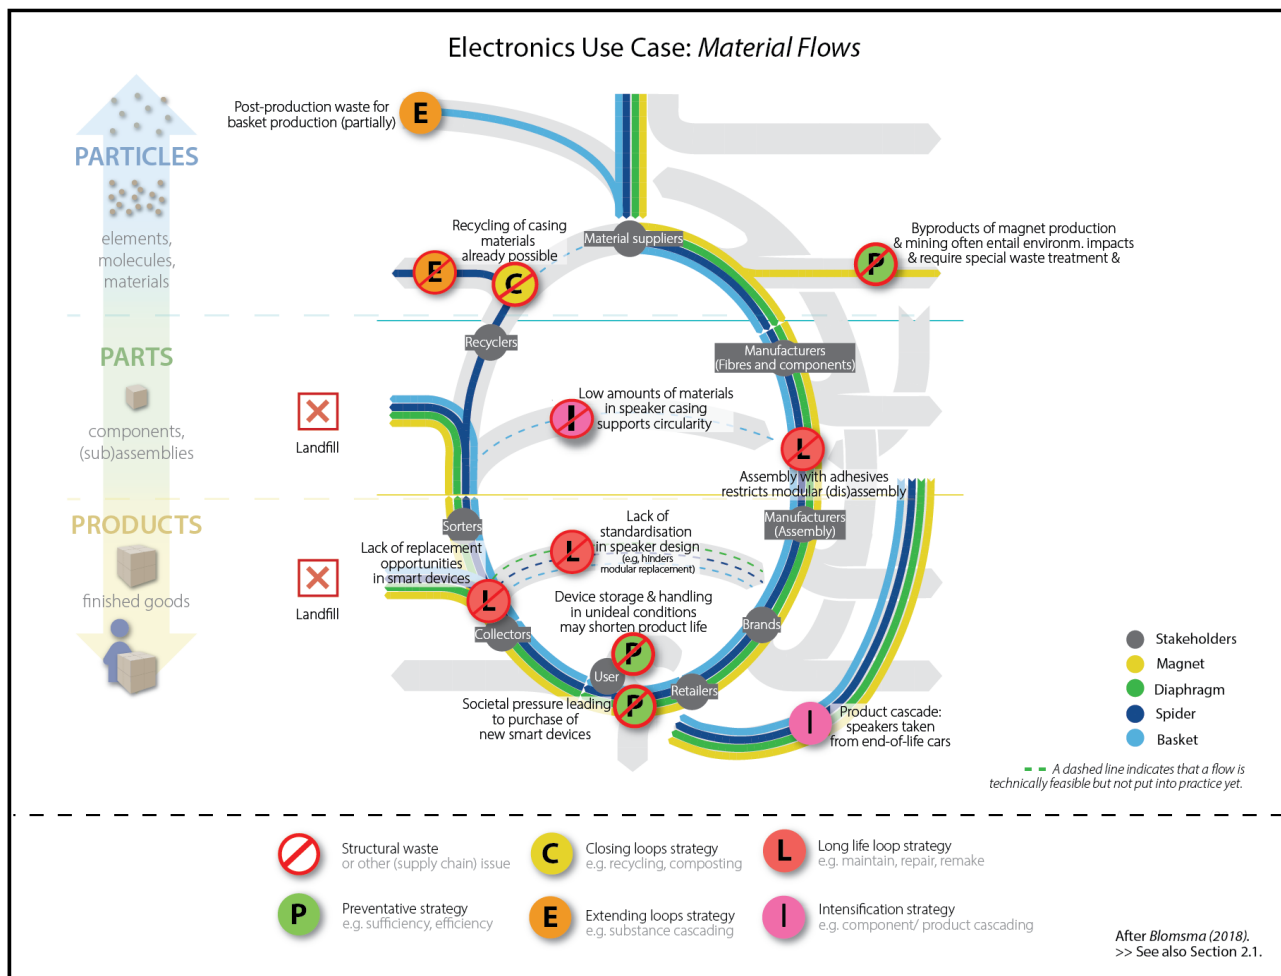 Electronics Use Case: Material Flows
Post-production waste for
basket production (partially)
E
PARTICLES
elements,
molecules,
materials
Recycling of casing
materials
already possible
Material suppliers
Byproducts of magnet production
& mining often entail environm. impacts
& require special waste treatment &
P
E
C
Recyclers
PARTS
components,
(sub)assemblies
Landfill
Manufacturers
(Fibres and components)
Low amounts of materials
in speaker casing
supports circularity
I
L
Assembly with adhesives
restricts modular (dis)assembly
PRODUCTS
finished goods
Landfill
Sorters
Manufacturers
(Assembly)
Lack of
standardisation
in speaker design
(e.g, hInders
modular replacement)
L
Lack of replacement
opportunities
in smart devices
L
Device storage & handling
in unideal conditions
may shorten product life
Collectors
Brands
P
User
Retailers
P
Societal pressure leading
to purchase of
new smart devices
I
Product cascade:
speakers taken
from end-of-life cars
Stakeholders
Magnet
Diaphragm
Spider
Basket
A dashed line indicates that a flow is
technically feasible but not put into practice yet.
Structural waste
or other (supply chain) issue
C
Closing loops strategy
e.g. recycling, composting
L
Long life loop strategy
e.g. maintain, repair, remake
P
Preventative strategy
e.g. sufficiency, efficiency
E
Extending loops strategy
e.g. substance cascading
I
Intensification strategy
e.g. component/ product cascading
After Blomsma (2018).
>> See also Section 2.1.